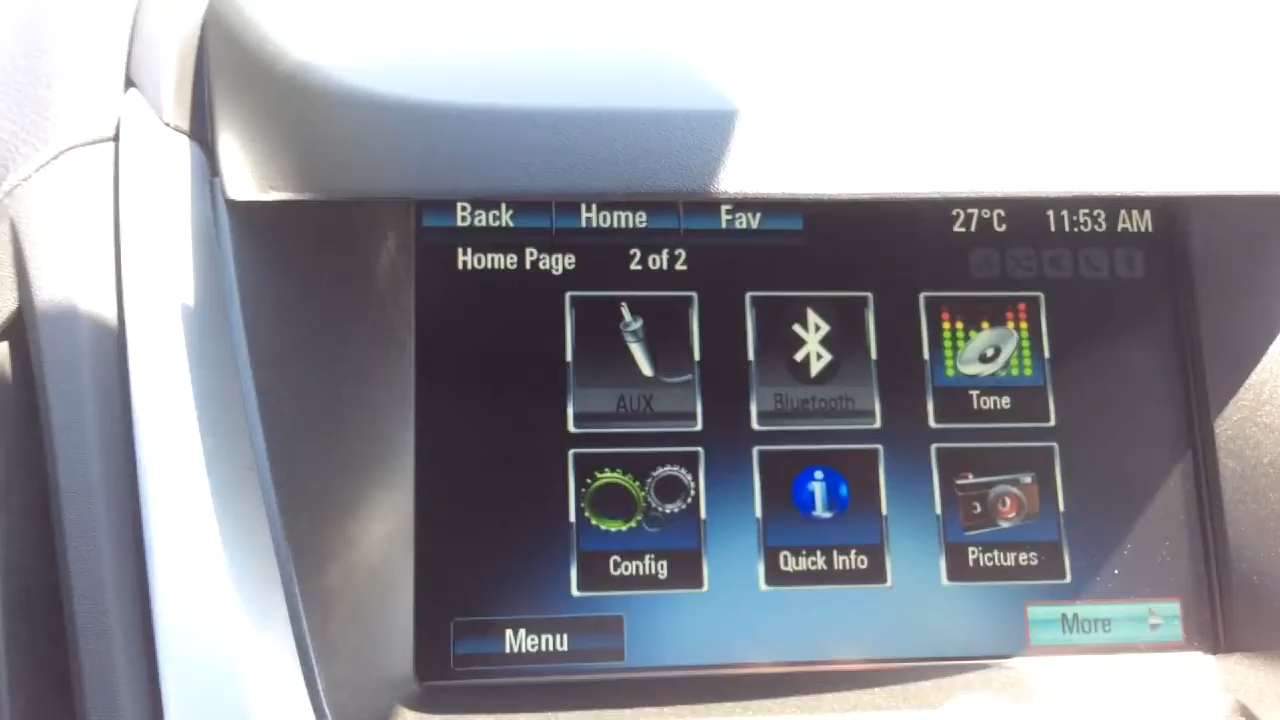 Back Home Fav 27°C 11:53 AM
Home Page 2 of 2
AUX Bluetooth Tone
Config Quick Info Pictures
Menu More